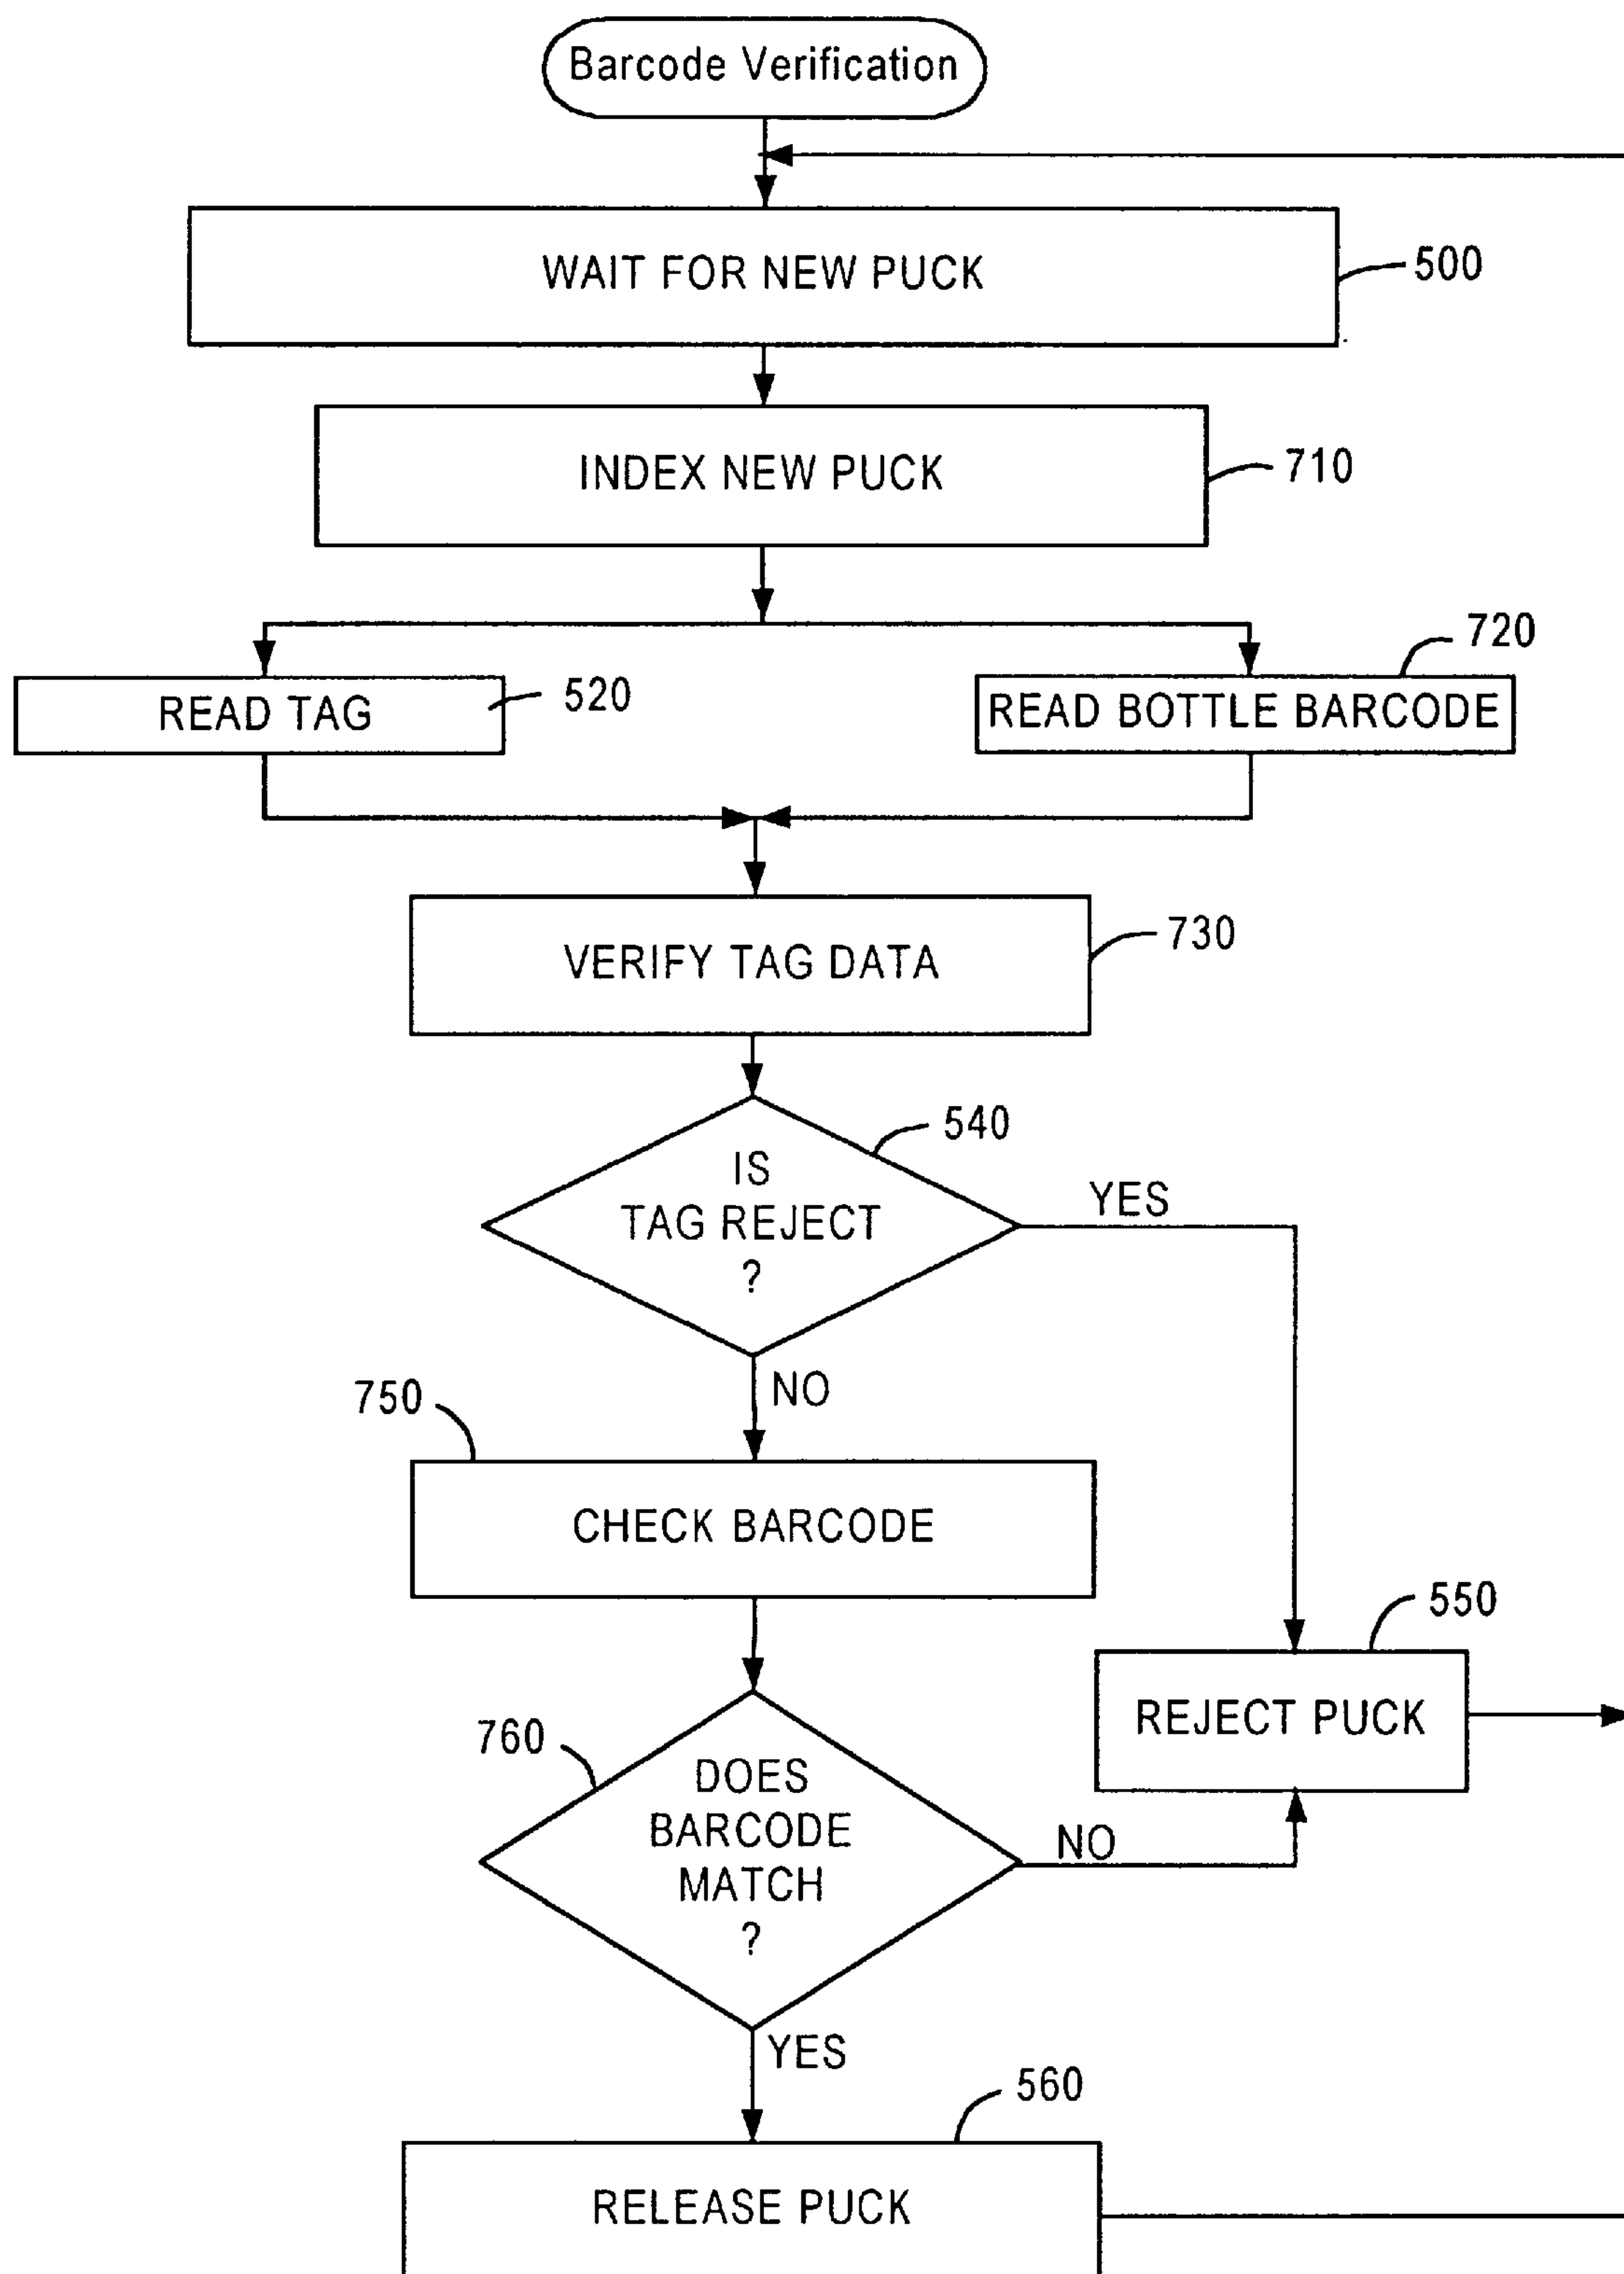 Barcode Verification
WAIT FOR NEW PUCK
500
INDEX NEW PUCK
710
READ TAG
520
720
READ BOTTLE BARCODE
VERIFY TAG DATA
730
540
IS
TAG REJECT
?
YES
NO
750
CHECK BARCODE
550
REJECT PUCK
760
DOES
BARCODE
MATCH
?
NO
YES
560
RELEASE PUCK